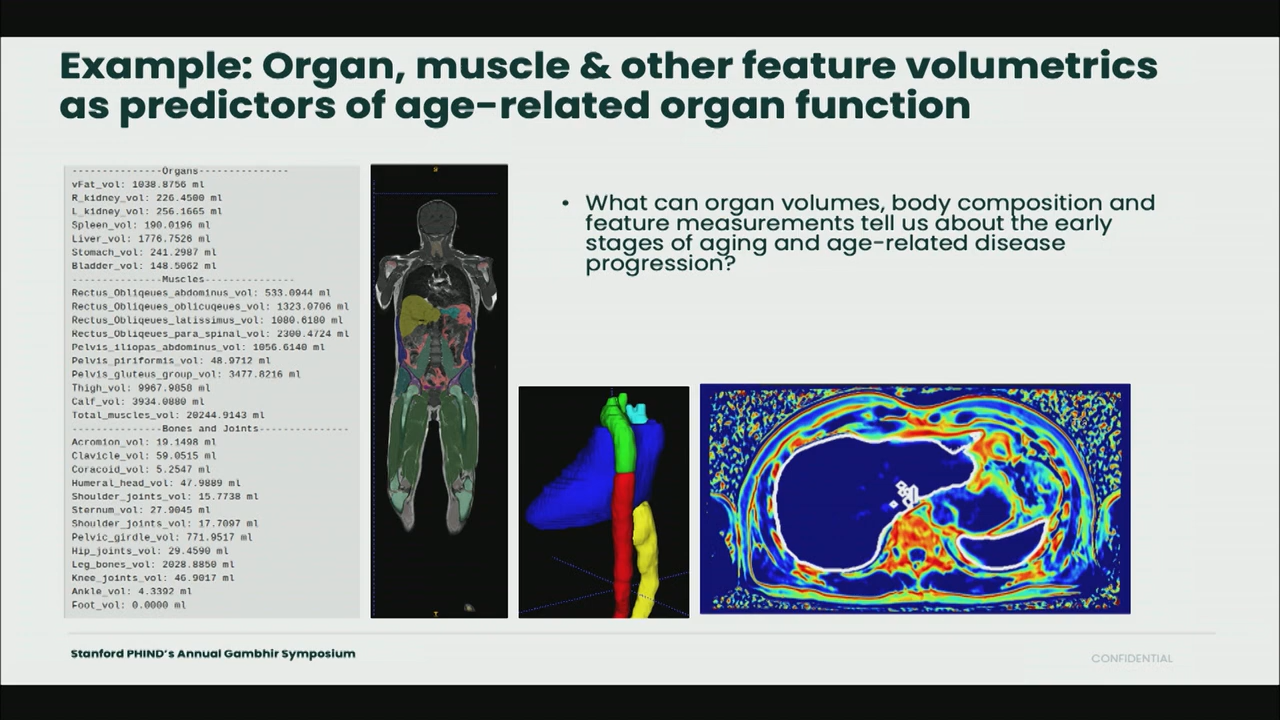 Example: Organ, muscle & other feature volumetrics
as predictors of age-related organ function
---------------Organs---------------
vFat_vol: 1038.8756 ml
R_kidney_vol: 226.4500 ml
L_kidney_vol: 256.1665 ml
Spleen_vol: 190.0196 ml
Liver_vol: 1776.7526 ml
Stomach_vol: 241.2987 ml
Bladder_vol: 148.5062 ml
---------------Muscles---------------
Rectus_Obliqeues_abdominus_vol: 533.0944 ml
Rectus_Obliqeues_oblicuqeues_vol: 1323.0706 ml
Rectus_Obliqeues_latissimus_vol: 1080.6180 ml
Rectus_Obliqeues_para_spinal_vol: 2300.4724 ml
Pelvis_iliopas_abdominus_vol: 1056.6140 ml
Pelvis_piriformis_vol: 48.9712 ml
Pelvis_gluteus_group_vol: 3477.8216 ml
Thigh_vol: 9967.9858 ml
Calf_vol: 3934.0880 ml
Total_muscles_vol: 20244.9143 ml
---------------Bones and Joints---------------
Acromion_vol: 19.1498 ml
Clavicle_vol: 59.0515 ml
Coracoid_vol: 5.2547 ml
Humeral_head_vol: 47.9889 ml
Shoulder_joints_vol: 15.7738 ml
Sternum_vol: 27.9045 ml
Shoulder_joints_vol: 17.7097 ml
Pelvic_girdle_vol: 771.9517 ml
Hip_joints_vol: 29.4590 ml
Leg_bones_vol: 2028.8850 ml
Knee_joints_vol: 46.9017 ml
Ankle_vol: 4.3392 ml
Foot_vol: 0.0000 ml
• What can organ volumes, body composition and
feature measurements tell us about the early
stages of aging and age-related disease
progression?
Stanford PHIND's Annual Gambhir Symposium
CONFIDENTIAL